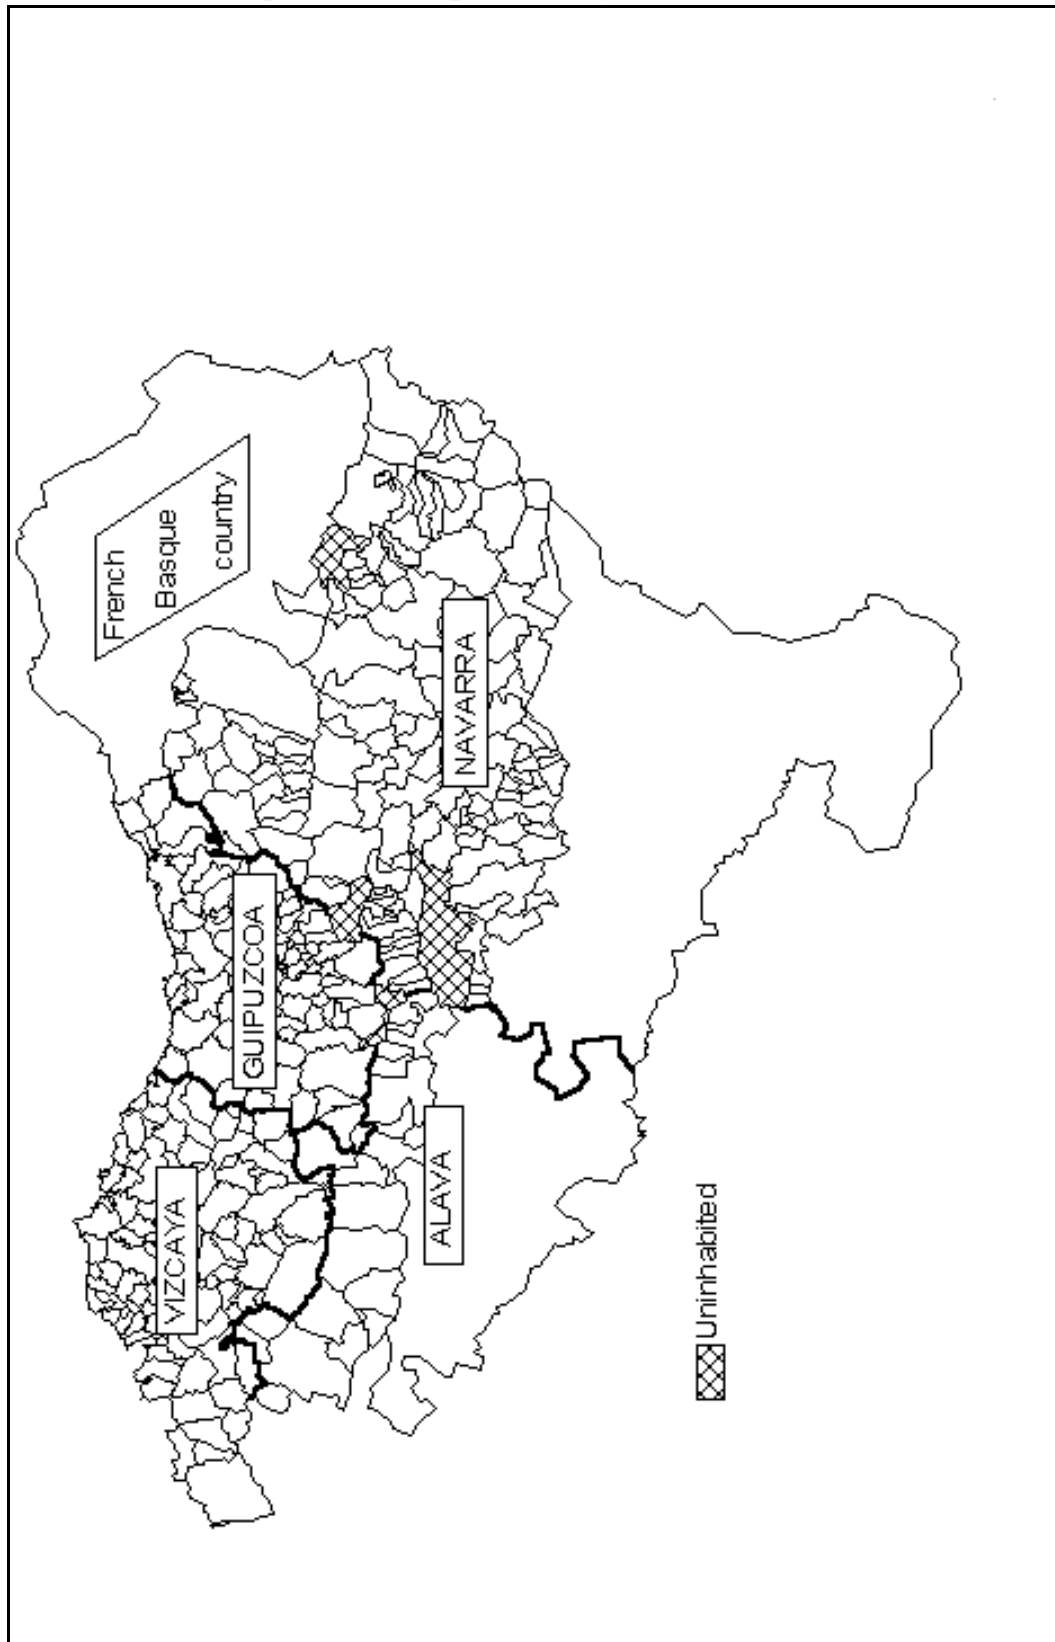 French
Basque
country
VIZCAYA
GUIPUZCOA
NAVARRA
ALAVA
Uninhabited